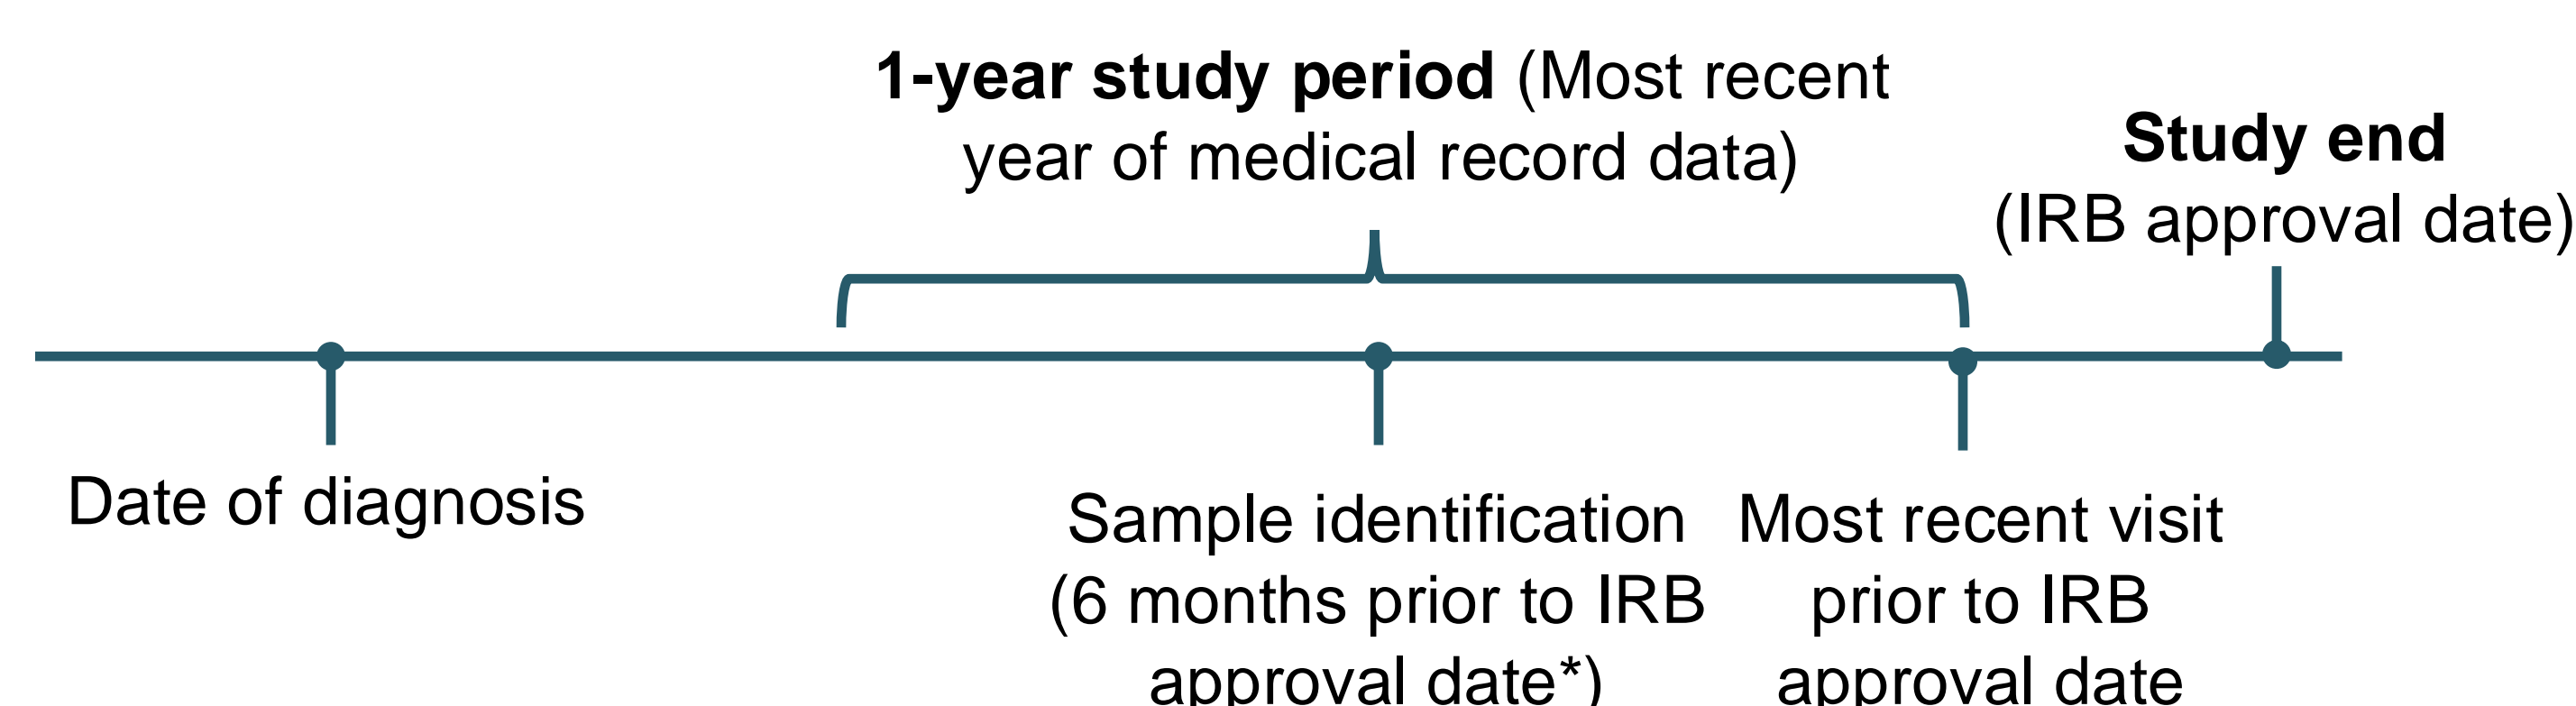 1-year study period (Most recent
year of medical record data)
Study end
(IRB approval date)
Date of diagnosis
Sample identification
(6 months prior to IRB
approval date*)
Most recent visit
prior to IRB
approval date